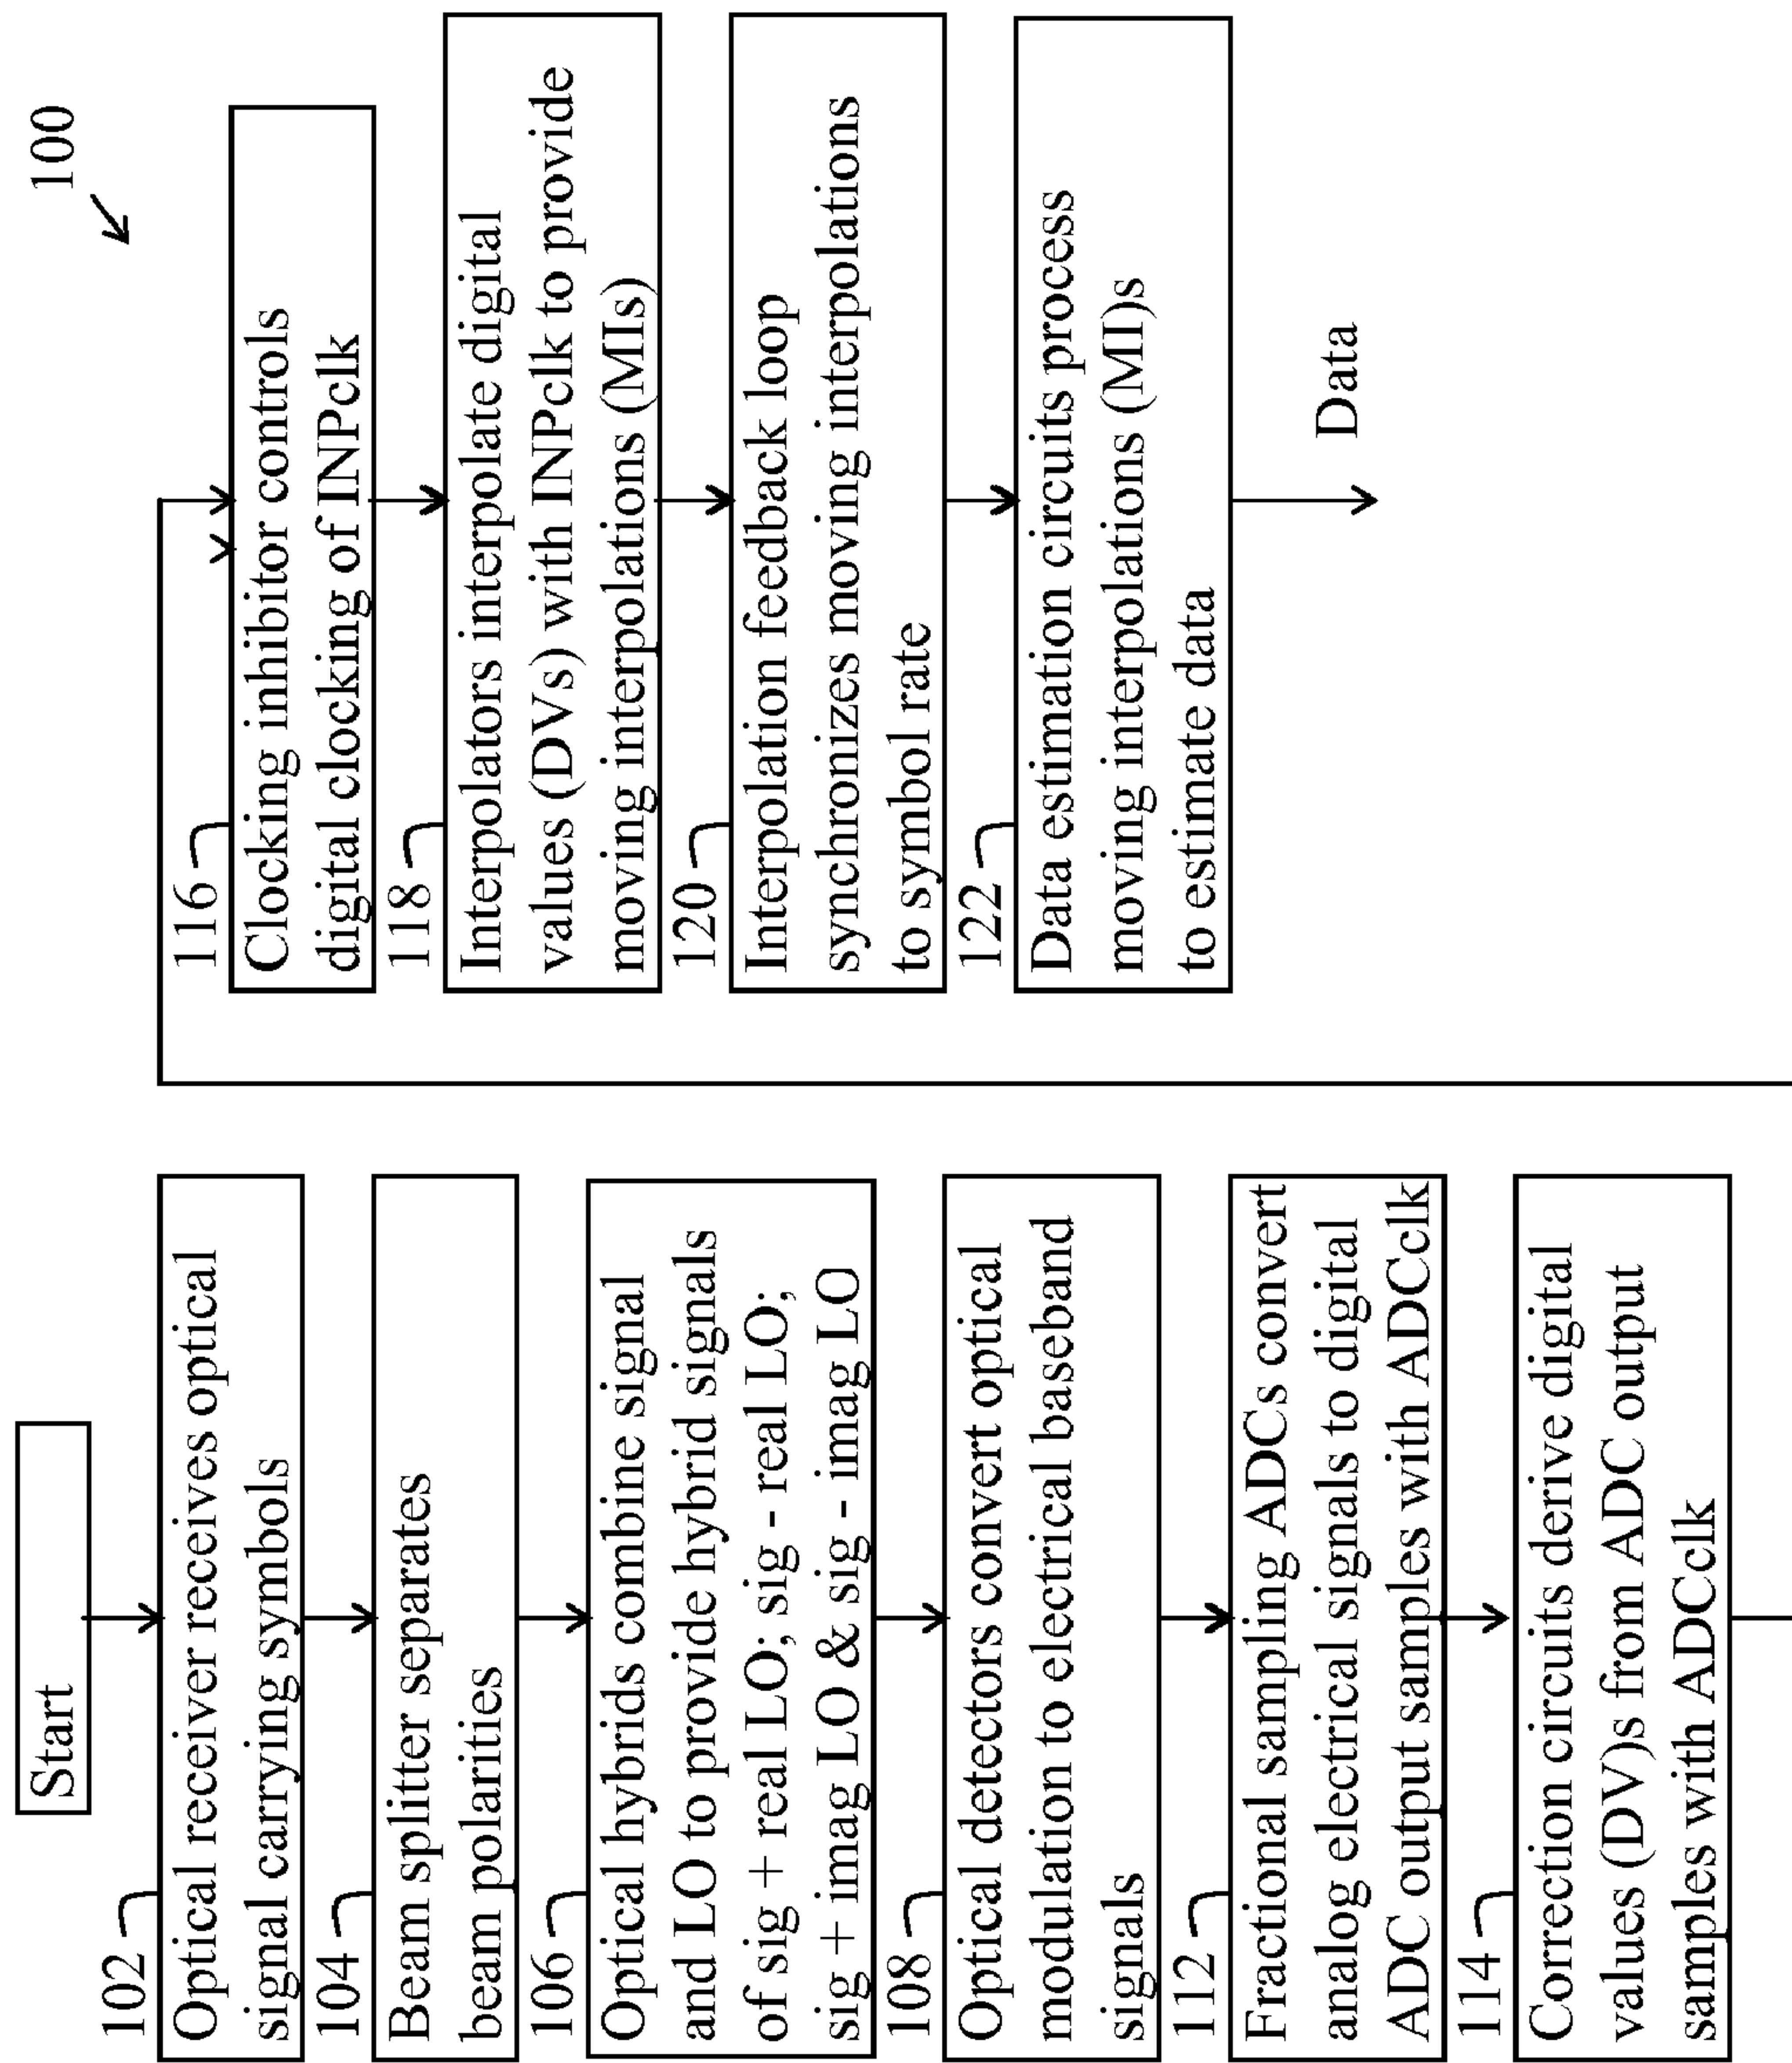 100
Start
102
Optical receiver receives optical
signal carrying symbols
104
Beam splitter separates
beam polarities
106
Optical hybrids combine signal
and LO to provide hybrid signals
of sig + real LO; sig - real LO;
sig + imag LO & sig - imag LO
108
Optical detectors convert optical
modulation to electrical baseband
signals
112
Fractional sampling ADCs convert
analog electrical signals to digital
ADC output samples with ADCclk
114
Correction circuits derive digital
values (DV)s from ADC output
samples with ADCclk
116
Clocking inhibitor controls
digital clocking of INPclk
118
Interpolators interpolate digital
values (DVs) with INPclk to provide
moving interpolations (MIs)
120
Interpolation feedback loop
synchronizes moving interpolations
to symbol rate
122
Data estimation circuits process
moving interpolations (MI)s
to estimate data
Data